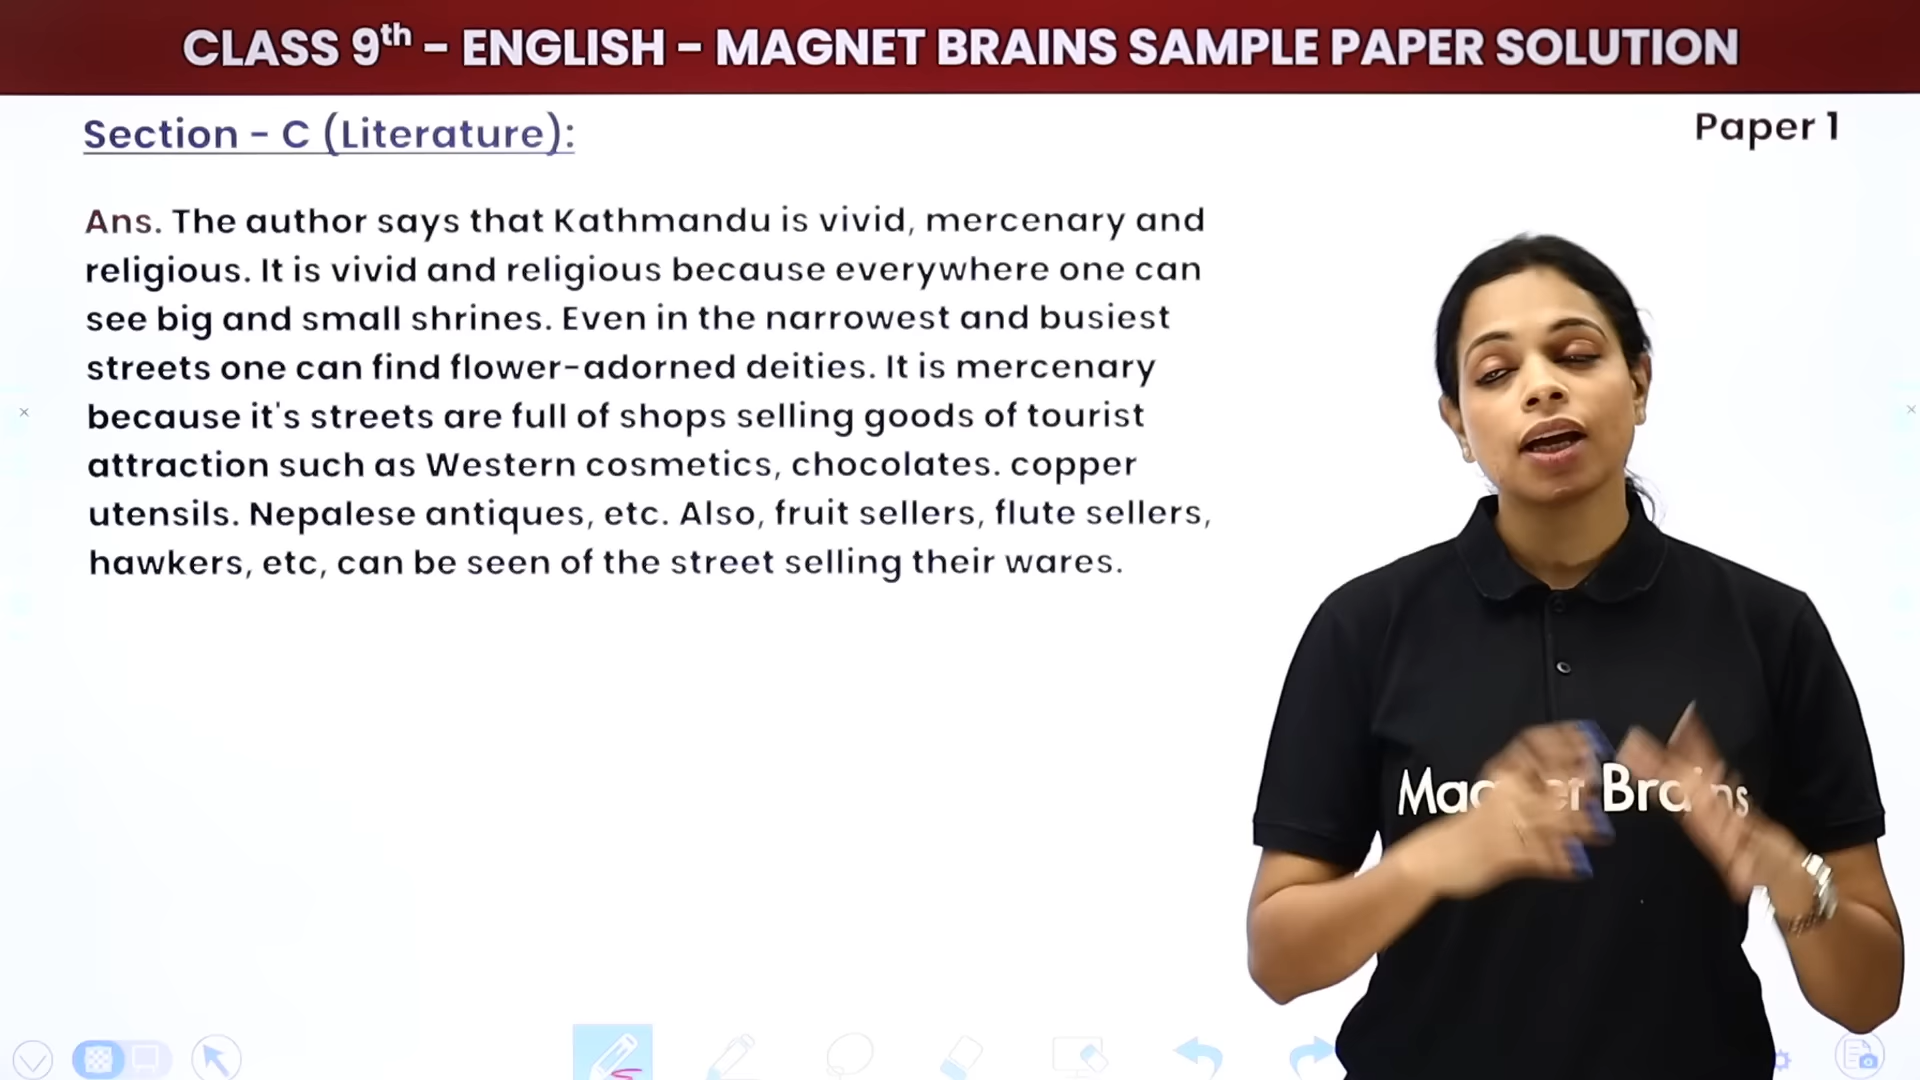 CLASS 9th – ENGLISH – MAGNET BRAINS SAMPLE PAPER SOLUTION
Section - C (Literature):
Paper 1
Ans. The author says that Kathmandu is vivid, mercenary and
religious. It is vivid and religious because everywhere one can
see big and small shrines. Even in the narrowest and busiest
streets one can find flower-adorned deities. It is mercenary
because it's streets are full of shops selling goods of tourist
attraction such as Western cosmetics, chocolates. copper
utensils. Nepalese antiques, etc. Also, fruit sellers, flute sellers,
hawkers, etc, can be seen of the street selling their wares.